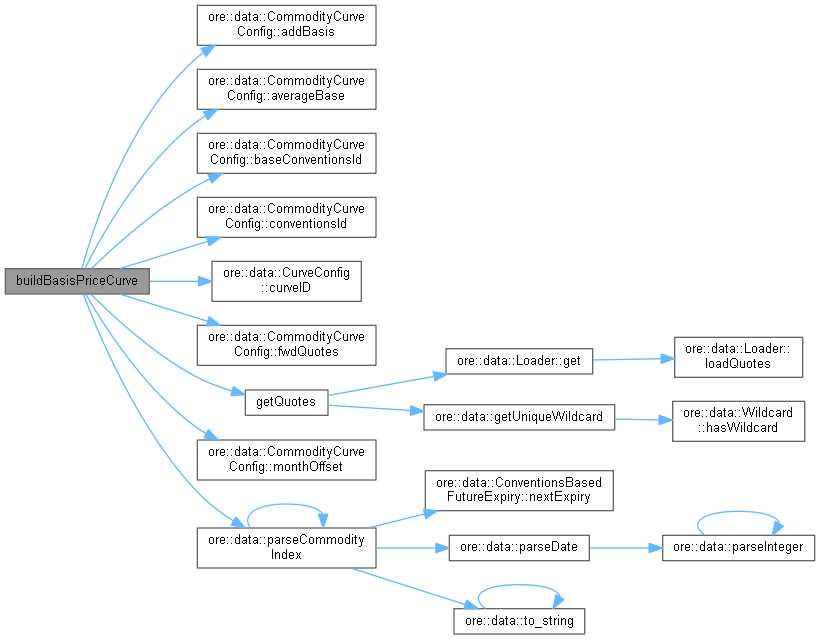 ore::data::CommodityCurve
Config::addBasis
ore::data::CommodityCurve
Config::averageBase
ore::data::CommodityCurve
Config::baseConventionsId
ore::data::CommodityCurve
Config::conventionsId
buildBasisPriceCurve
ore::data::CurveConfig
::curveID
ore::data::CommodityCurve
Config::fwdQuotes
getQuotes
ore::data::Loader::get
ore::data::Loader::
loadQuotes
ore::data::getUniqueWildcard
ore::data::Wildcard
::hasWildcard
ore::data::CommodityCurve
Config::monthOffset
ore::data::ConventionsBased
FutureExpiry::nextExpiry
ore::data::parseCommodity
Index
ore::data::parseDate
ore::data::parseInteger
ore::data::to_string